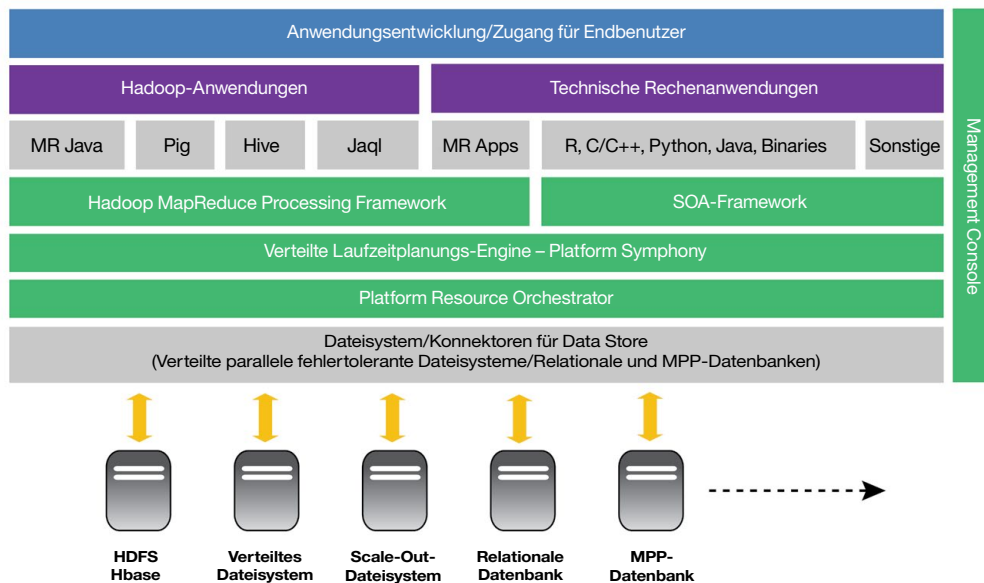 Anwendungsentwicklung/Zugang für Endbenutzer
Hadoop-Anwendungen
Technische Rechenanwendungen
MR Java
Pig
Hive
Jaql
MR Apps
R, C/C++, Python, Java, Binaries
Sonstige
Hadoop MapReduce Processing Framework
SOA-Framework
Verteilte Laufzeitplanungs-Engine – Platform Symphony
Platform Resource Orchestrator
Dateisystem/Konnektoren für Data Store
(Verteilte parallele fehlertolerante Dateisysteme/Relationale und MPP-Datenbanken)
Management Console
HDFS
Hbase
Verteiltes
Dateisystem
Scale-Out-
Dateisystem
Relationale
Datenbank
MPP-
Datenbank